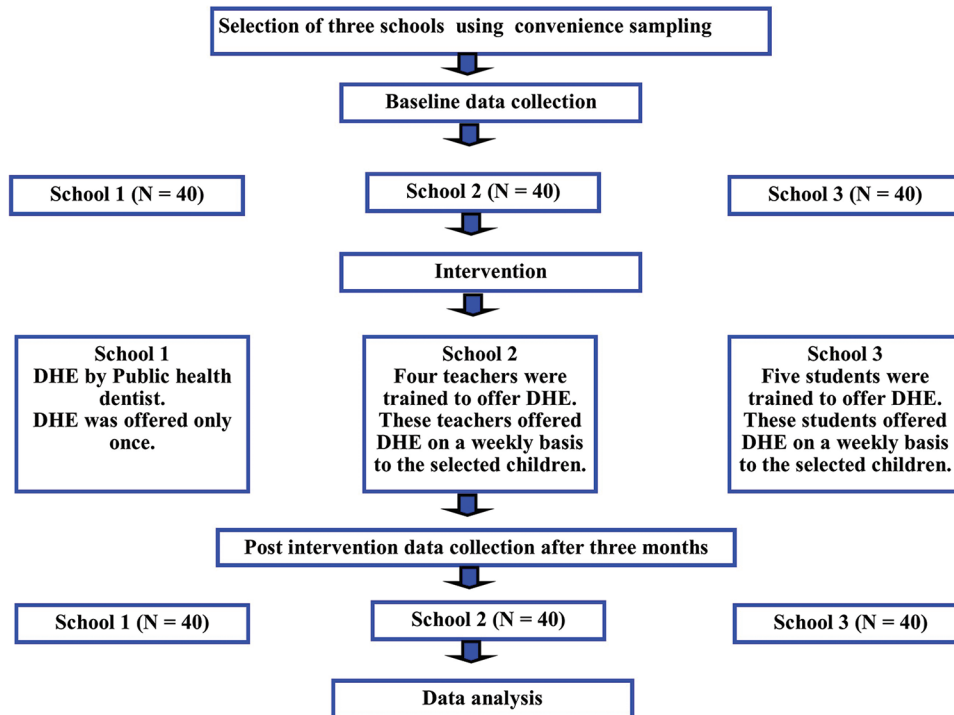 Selection of three schools using convenience sampling
Baseline data collection
School 1 (N = 40)
School 2 (N = 40)
School 3 (N = 40)
Intervention
School 1
DHE by Public health
dentist.
DHE was offered only
once.
School 2
Four teachers were
trained to offer DHE.
These teachers offered
DHE on a weekly basis
to the selected children.
School 3
Five students were
trained to offer DHE.
These students offered
DHE on a weekly basis
to the selected children.
Post intervention data collection after three months
School 1 (N = 40)
School 2 (N = 40)
School 3 (N = 40)
Data analysis